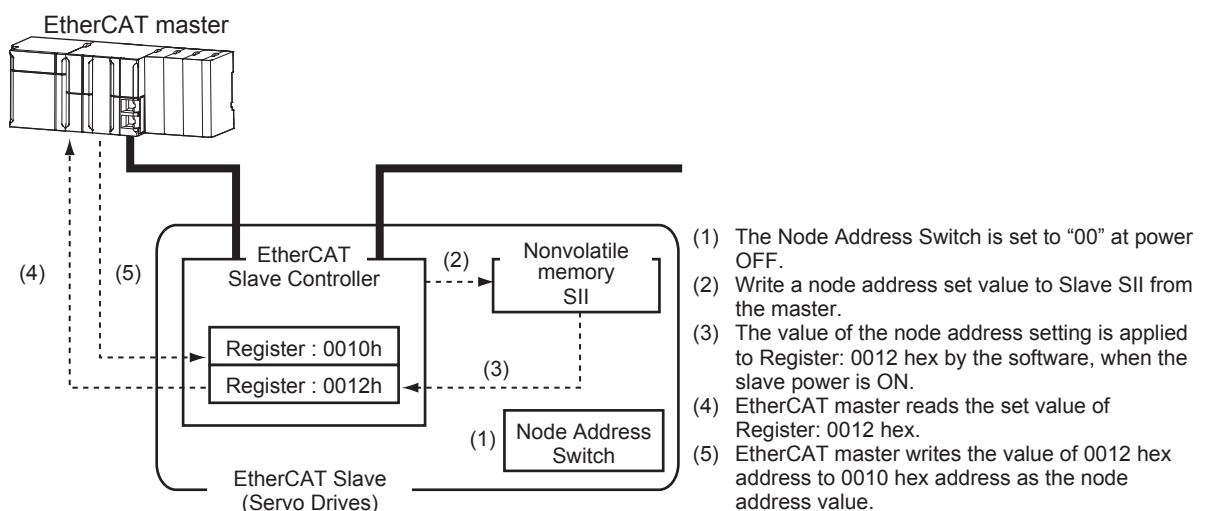 EtherCAT master
(4)
(5)
EtherCAT
Slave Controller
(2)
Nonvolatile
memory
SII
Register : 0010h
Register : 0012h
(3)
(1)
Node Address
Switch
EtherCAT Slave
(Servo Drives)
(1) The Node Address Switch is set to “00” at power
OFF.
(2) Write a node address set value to Slave SII from
the master.
(3) The value of the node address setting is applied
to Register: 0012 hex by the software, when the
slave power is ON.
(4) EtherCAT master reads the set value of
Register: 0012 hex.
(5) EtherCAT master writes the value of 0012 hex
address to 0010 hex address as the node
address value.